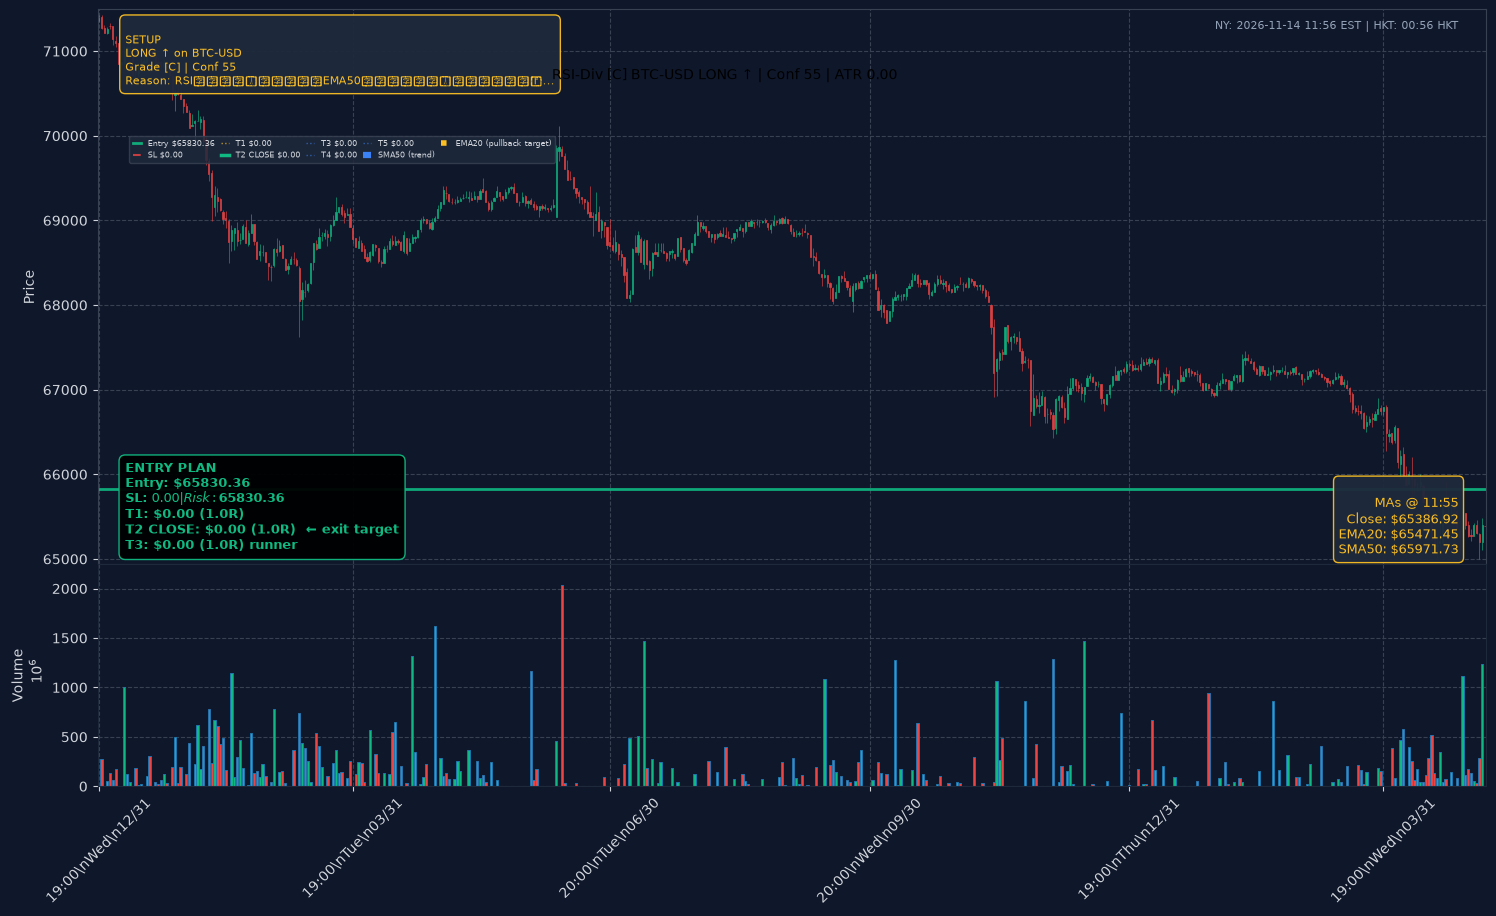 NY: 2026-11-14 11:56 EST | HKT: 00:56 HKT
SETUP
LONG ↑ on BTC-USD
Grade [C] | Conf 55
Reason: RSI EMA50 ...
RSI-Div [C] BTC-USD LONG ↑ | Conf 55 | ATR 0.00
Entry $65830.36 T1 $0.00 T3 $0.00 T5 $0.00 EMA20 (pullback target)
SL $0.00 T2 CLOSE $0.00 T4 $0.00 SMA50 (trend)
Price
71000
70000
69000
68000
67000
66000
65000
ENTRY PLAN
Entry: $65830.36
SL: 0.00|Risk:65830.36
T1: $0.00 (1.0R)
T2 CLOSE: $0.00 (1.0R) ← exit target
T3: $0.00 (1.0R) runner
MAs @ 11:55
Close: $65386.92
EMA20: $65471.45
SMA50: $65971.73
Volume
10⁶
2000
1500
1000
500
0
19:00\nWed\n12/31
19:00\nTue\n03/31
20:00\nTue\n06/30
20:00\nWed\n09/30
19:00\nThu\n12/31
19:00\nWed\n03/31